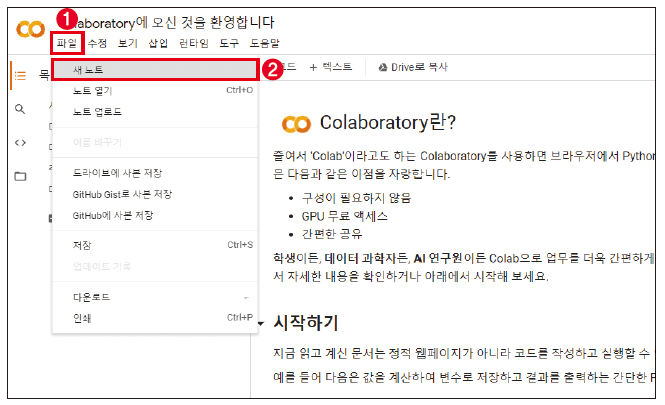 Colaboratory에 오신 것을 환영합니다
1
파일 수정 보기 삽입 런타임 도구 도움말
새 노트
2
+ 텍스트
Drive로 복사
노트 열기 Ctrl+O
노트 업로드
이름 바꾸기
드라이브에 사본 저장
GitHub Gist로 사본 저장
GitHub에 사본 저장
저장 Ctrl+S
업데이트 기록
다운로드
인쇄 Ctrl+P
Colaboratory란?
줄여서 'Colab'이라고도 하는 Colaboratory를 사용하면 브라우저에서 Python
은 다음과 같은 이점을 자랑합니다.
• 구성이 필요하지 않음
• GPU 무료 액세스
• 간편한 공유
학생이든, 데이터 과학자든, AI 연구원이든 Colab으로 업무를 더욱 간편하게
서 자세한 내용을 확인하거나 아래에서 시작해 보세요.
시작하기
지금 읽고 계신 문서는 정적 웹페이지가 아니라 코드를 작성하고 실행할 수
예를 들어 다음은 값을 계산하여 변수로 저장하고 결과를 출력하는 간단한 P